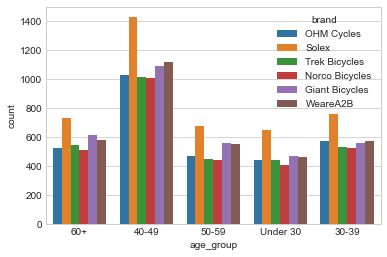 brand
OHM Cycles
Solex
Trek Bicycles
Norco Bicycles
Giant Bicycles
WeareA2B
1400
1200
1000
800
600
400
200
0
count
60+ 40-49 50-59 Under 30 30-39
age_group